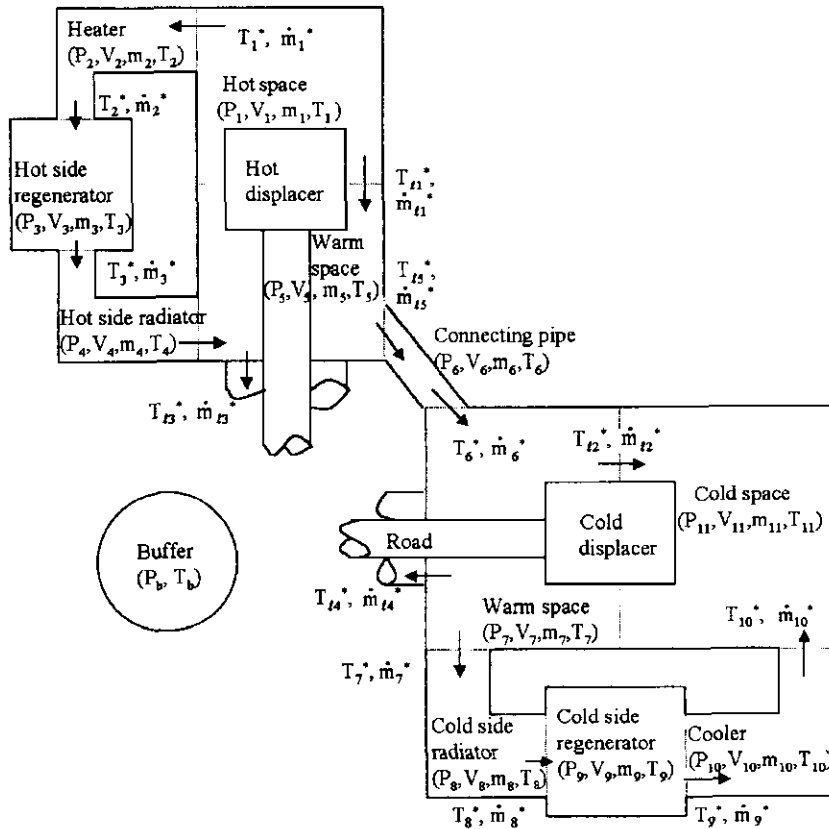 Heater
(P₂,V₂,m₂,T₂)
T₁*, ṁ₁*
Hot space
(P₁,V₁, m₁,T₁)
T₂*, ṁ₂*
Hot side
regenerator
(P₃,V₃,m₃,T₃)
Hot
displacer
Tₜ₁*,
ṁₜ₁*
Warm
space
(P₅,V₅, m₅,T₅)
Tₜ₅*,
ṁₜ₅*
T₃*, ṁ₃*
Hot side radiator
(P₄,V₄,m₄,T₄)
Connecting pipe
(P₆,V₆,m₆,T₆)
Tₜ₃*, ṁₜ₃*
T₆*, ṁ₆*
Tₜ₂*, ṁₜ₂*
Cold space
(P₁₁,V₁₁,m₁₁,T₁₁)
Cold
displacer
Road
Buffer
(P_b, T_b)
Tₜ₄*, ṁₜ₄*
Warm space
(P₇,V₇,m₇,T₇)
T₁₀*, ṁ₁₀*
T₇*, ṁ₇*
Cold side
radiator
(P₈,V₈,m₈,T₈)
Cold side
regenerator
(P₉,V₉,m₉,T₉)
Cooler
(P₁₀,V₁₀,m₁₀,T₁₀)
T₈*, ṁ₈*
T₉*, ṁ₉*